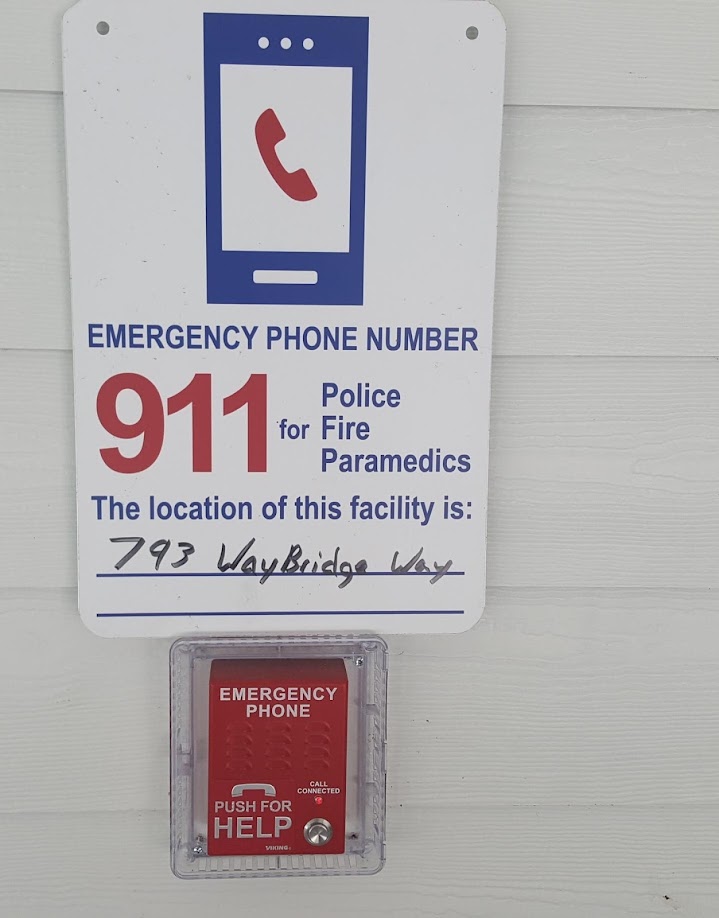 EMERGENCY PHONE NUMBER
911 for Police
Fire
Paramedics
The location of this facility is:
793 WayBridge Way
EMERGENCY
PHONE
CALL
CONNECTED
PUSH FOR
HELP
VIKING